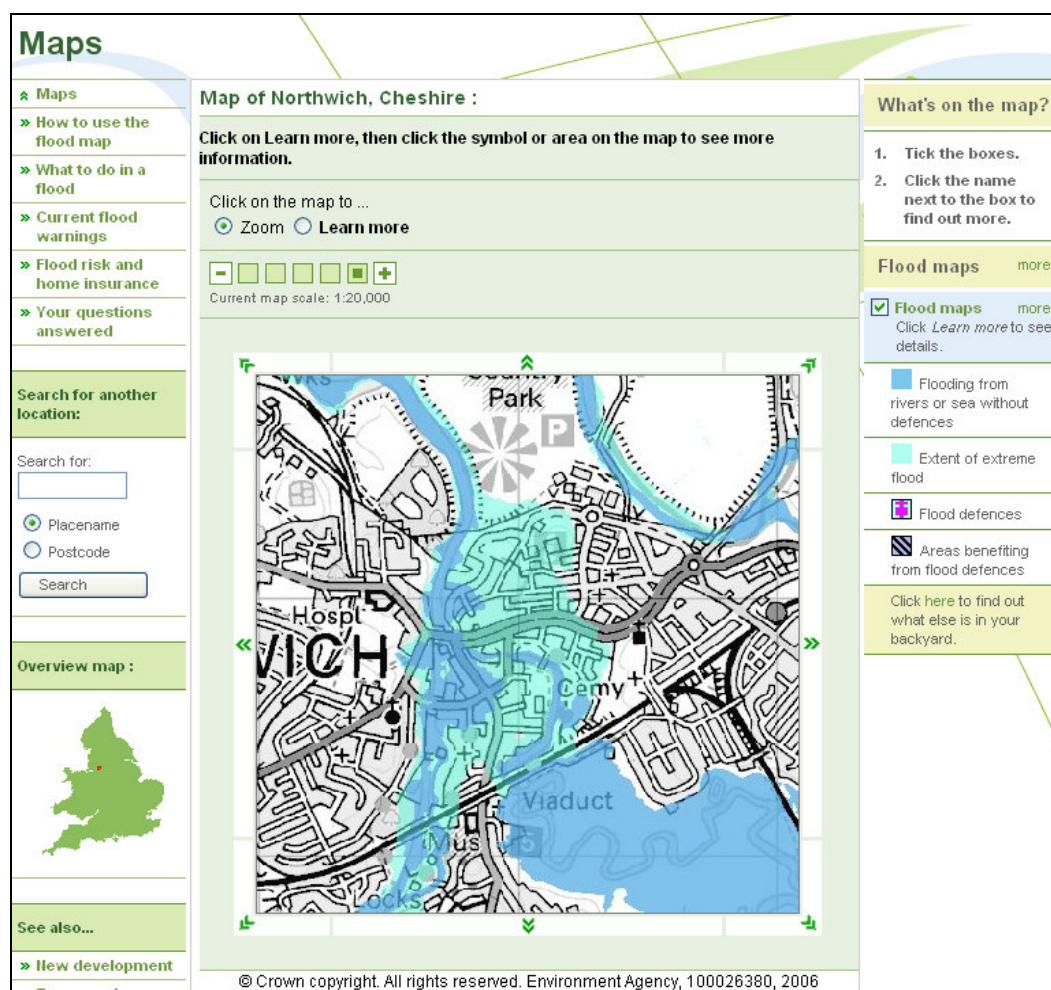 Maps
Maps
How to use the
flood map
What to do in a
flood
Current flood
warnings
Flood risk and
home insurance
Your questions
answered
Search for another
location:
Search for:
Placename
Postcode
Search
Overview map :
See also...
New development
Map of Northwich, Cheshire :
Click on Learn more, then click the symbol or area on the map to see more
information.
Click on the map to ...
Zoom Learn more
Current map scale: 1:20,000
Wks
Country
Park
P
Hospl
WICH
Cemy
Viaduct
Mus
Locks
© Crown copyright. All rights reserved. Environment Agency, 100026380, 2006
What's on the map?
1. Tick the boxes.
2. Click the name
next to the box to
find out more.
Flood maps more
Flood maps more
Click Learn more to see
details.
Flooding from
rivers or sea without
defences
Extent of extreme
flood
Flood defences
Areas benefiting
from flood defences
Click here to find out
what else is in your
backyard.